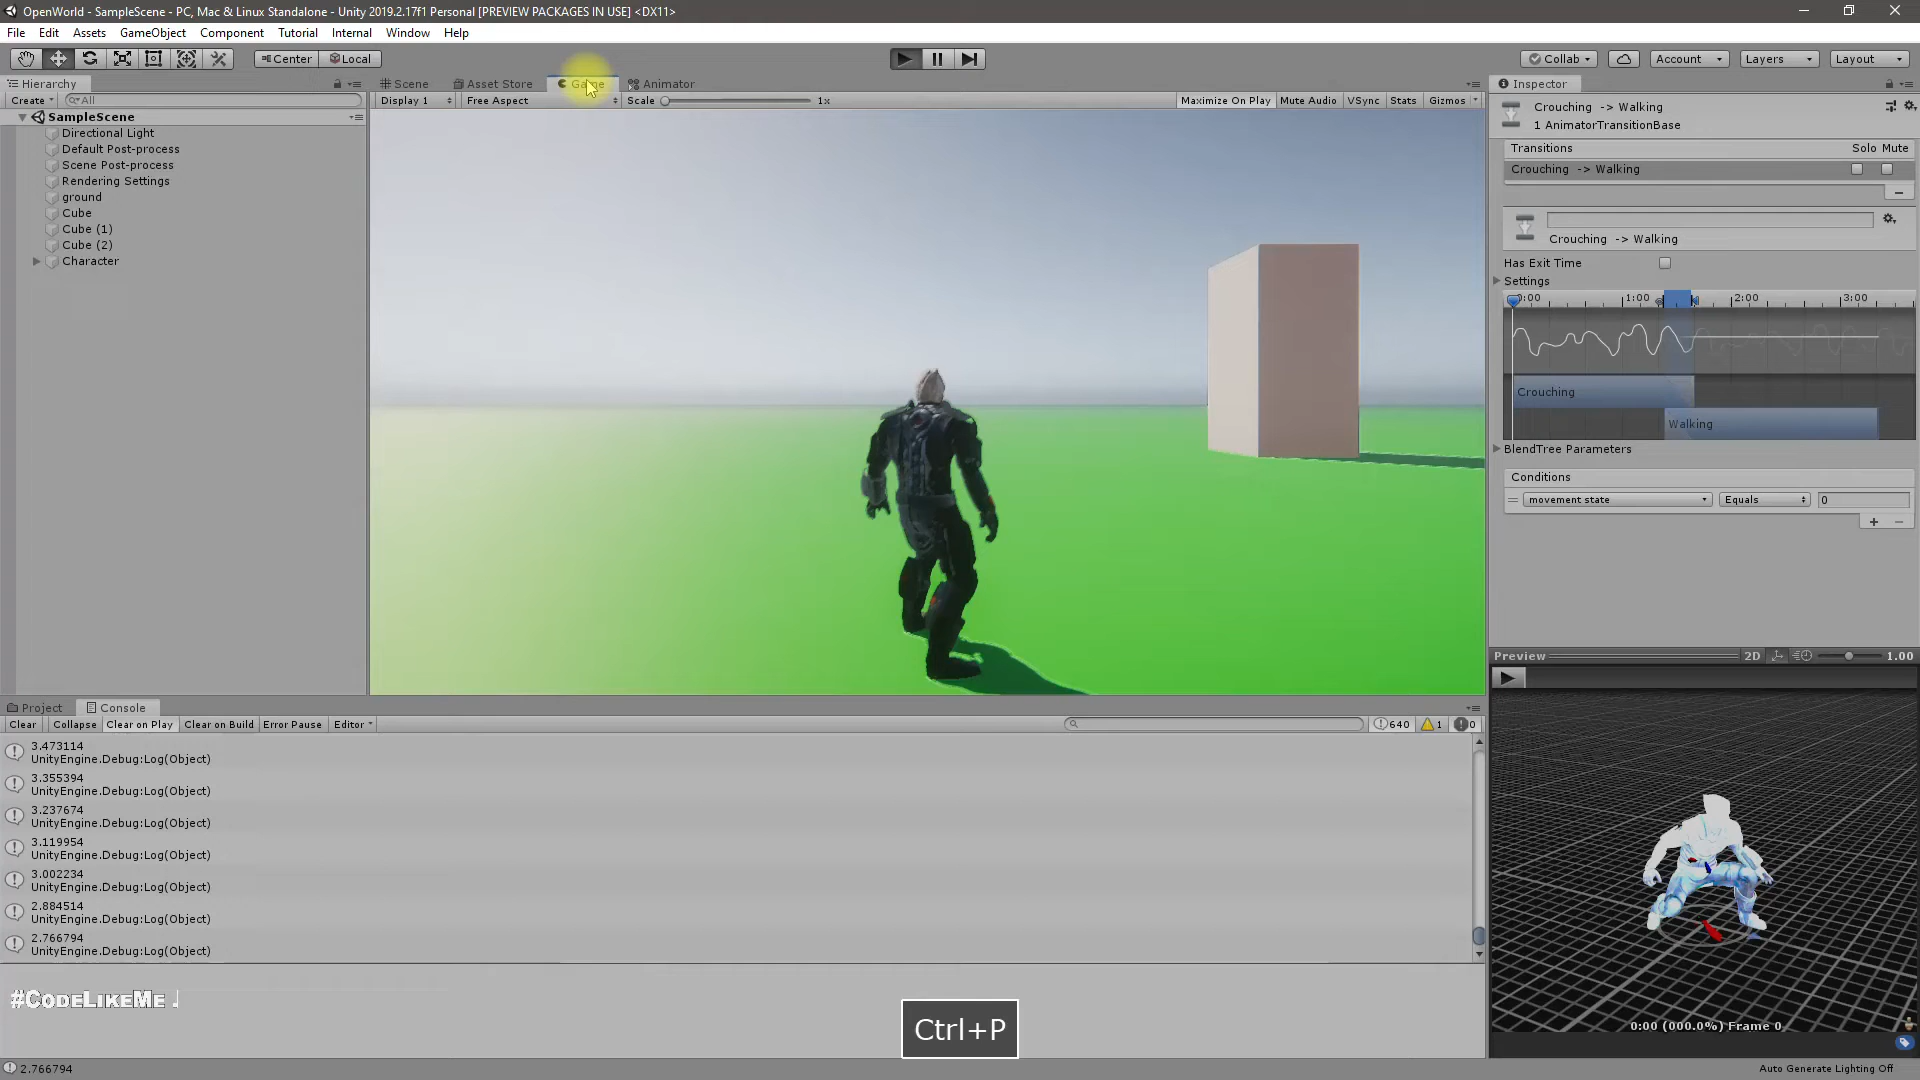 OpenWorld - SampleScene - PC, Mac & Linux Standalone - Unity 2019.2.17f1 Personal [PREVIEW PACKAGES IN USE] <DX11>
File Edit Assets GameObject Component Tutorial Internal Window Help
Center Local Collab Account Layers Layout
Hierarchy Scene Asset Store Game Animator Inspector
Create All Display 1 Free Aspect Scale 1x Maximize On Play Mute Audio VSync Stats Gizmos
SampleScene
Directional Light
Default Post-process
Scene Post-process
Rendering Settings
ground
Cube
Cube (1)
Cube (2)
Character
Crouching -> Walking
1 AnimatorTransitionBase
Transitions Solo Mute
Crouching -> Walking
Crouching -> Walking
Has Exit Time
Settings
0:00 1:00 2:00 3:00
Crouching
Walking
BlendTree Parameters
Conditions
movement state Equals 0
Preview 2D 1.00
0:00 (000.0%) Frame 0
Project Console
Clear Collapse Clear on Play Clear on Build Error Pause Editor 640 1 0
3.473114
UnityEngine.Debug:Log(Object)
3.355394
UnityEngine.Debug:Log(Object)
3.237674
UnityEngine.Debug:Log(Object)
3.119954
UnityEngine.Debug:Log(Object)
3.002234
UnityEngine.Debug:Log(Object)
2.884514
UnityEngine.Debug:Log(Object)
2.766794
UnityEngine.Debug:Log(Object)
#CodeLikeMe
Ctrl+P
2.766794
Auto Generate Lighting Off